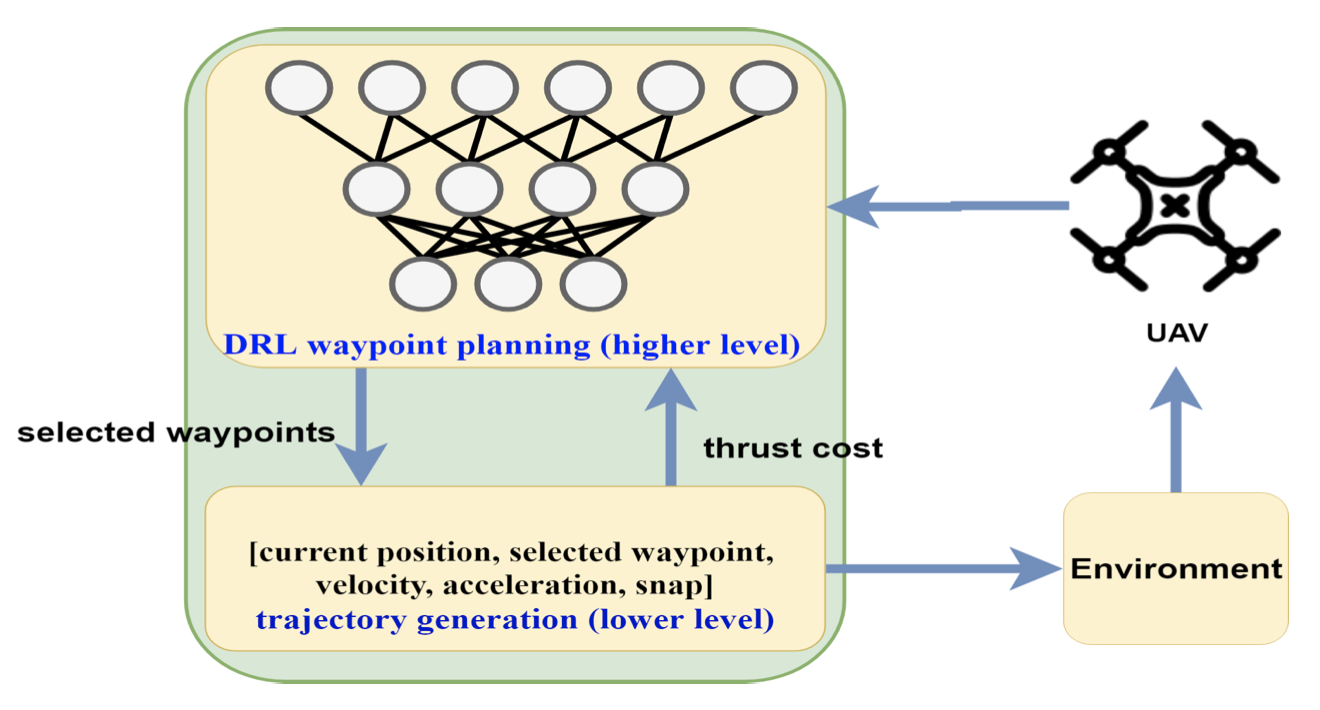 DRL waypoint planning (higher level)
UAV
selected waypoints
thrust cost
[current position, selected waypoint,
velocity, acceleration, snap]
trajectory generation (lower level)
Environment